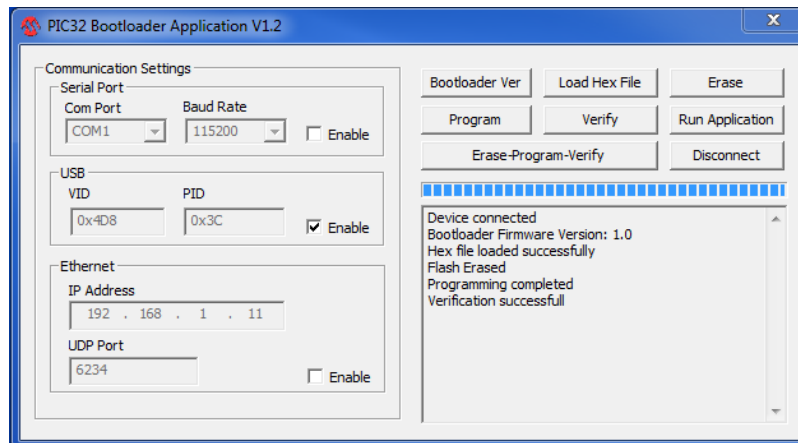 PIC32 Bootloader Application V1.2
x
Communication Settings
Serial Port
Com Port Baud Rate
COM1 115200 Enable
USB
VID PID
0x4D8 0x3C Enable
Ethernet
IP Address
192 . 168 . 1 . 11
UDP Port
6234 Enable
Bootloader Ver Load Hex File Erase
Program Verify Run Application
Erase-Program-Verify Disconnect
Device connected
Bootloader Firmware Version: 1.0
Hex file loaded successfully
Flash Erased
Programming completed
Verification successfull